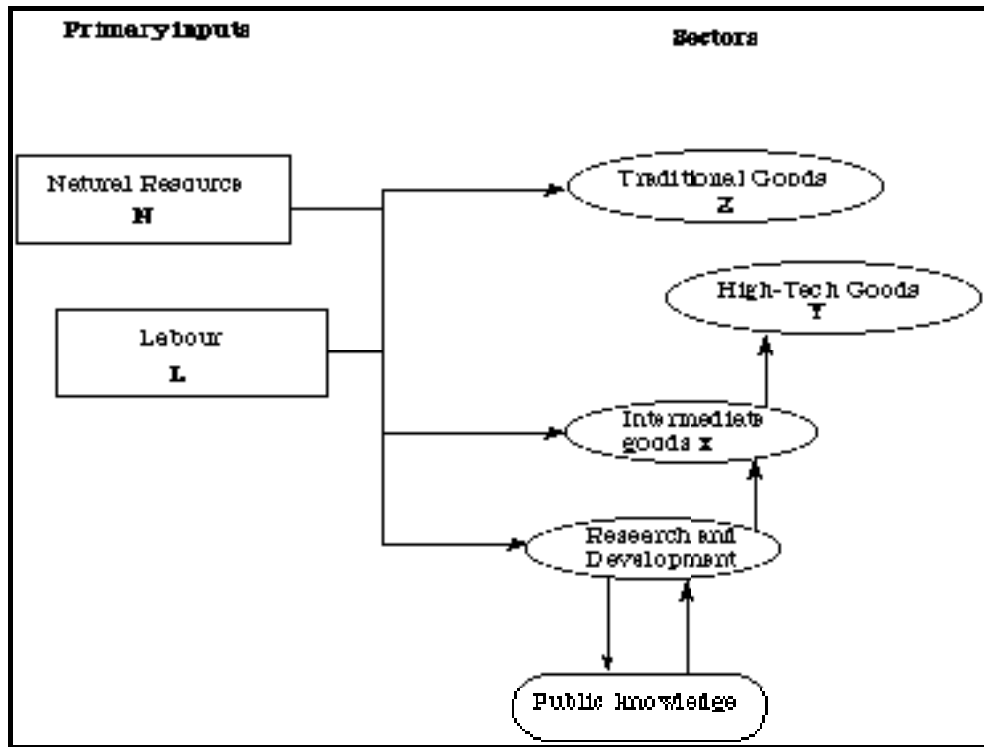 Primary inputs
Sectors
Natural Resource
N
Traditional Goods
Z
High-Tech Goods
Y
Labour
L
Intermediate
goods x
Research and
Development
Public knowledge